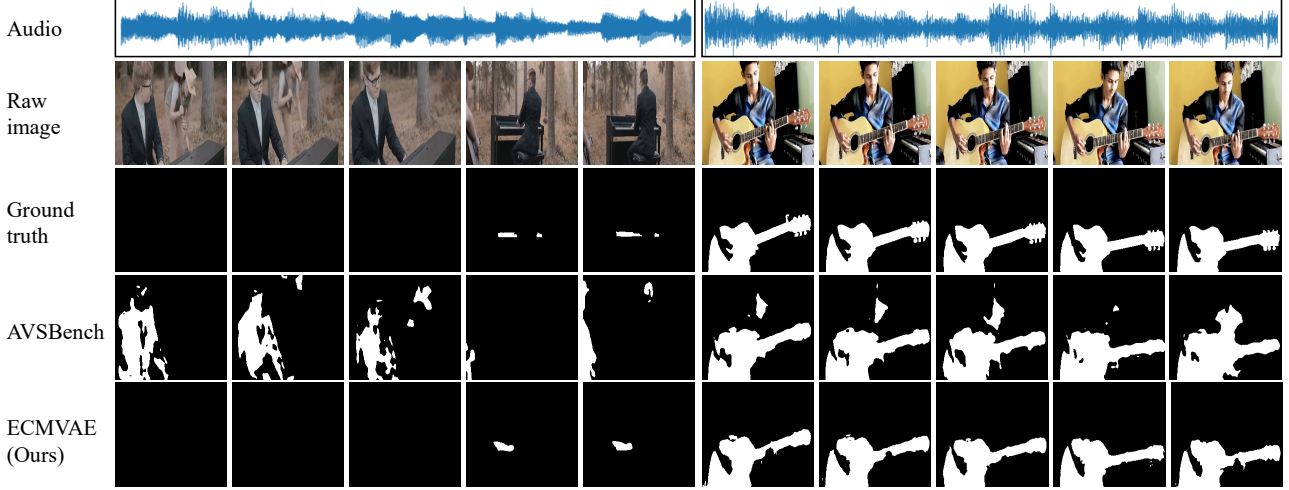 Audio
Raw
image
Ground
truth
AVSBench
ECMVAE
(Ours)